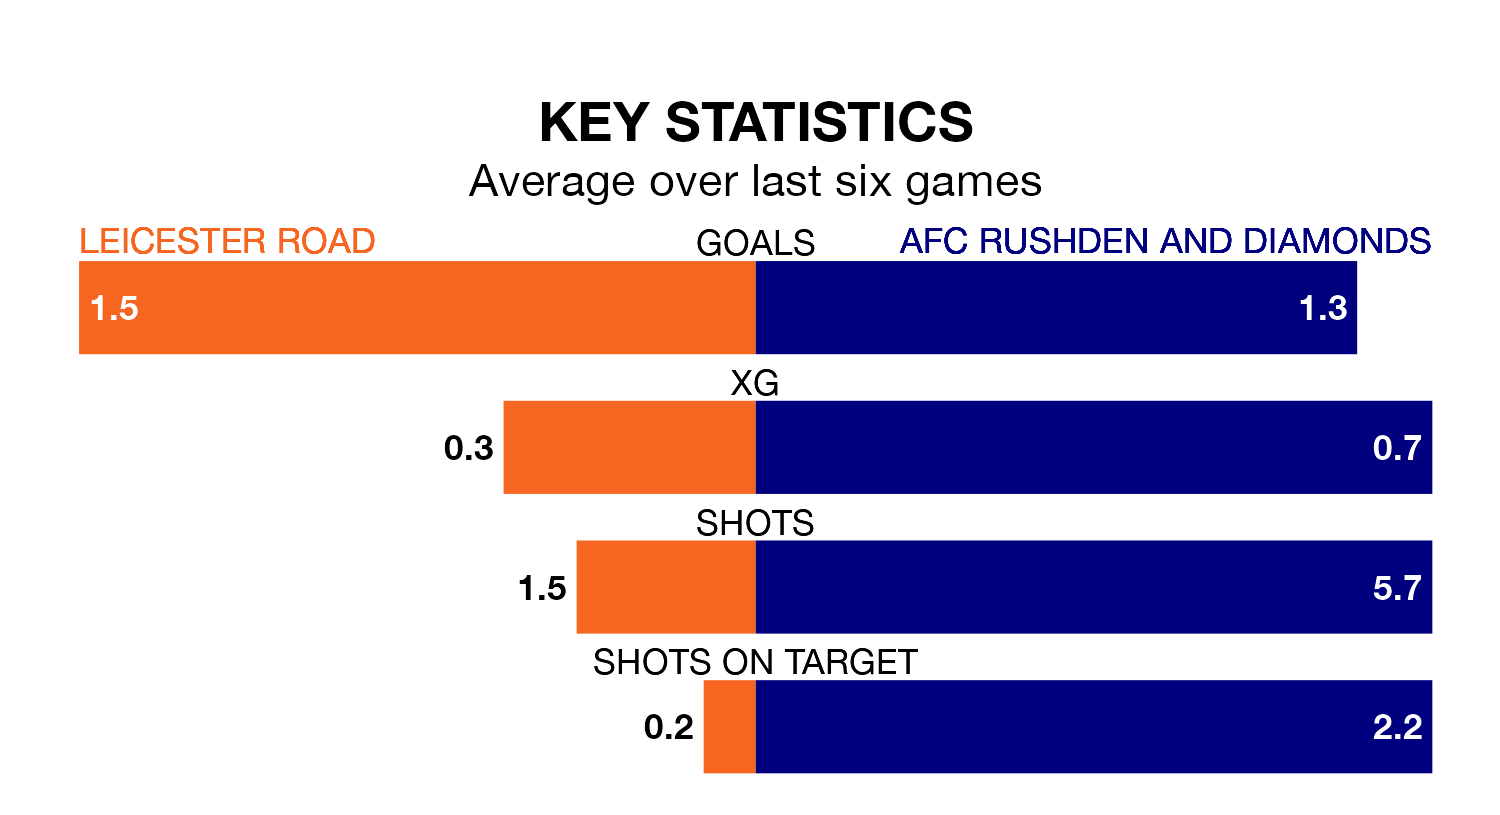 KEY STATISTICS
Average over last six games
LEICESTER ROAD GOALS AFC RUSHDEN AND DIAMONDS
1.5 1.3
XG
0.3 0.7
SHOTS
1.5 5.7
SHOTS ON TARGET
0.2 2.2